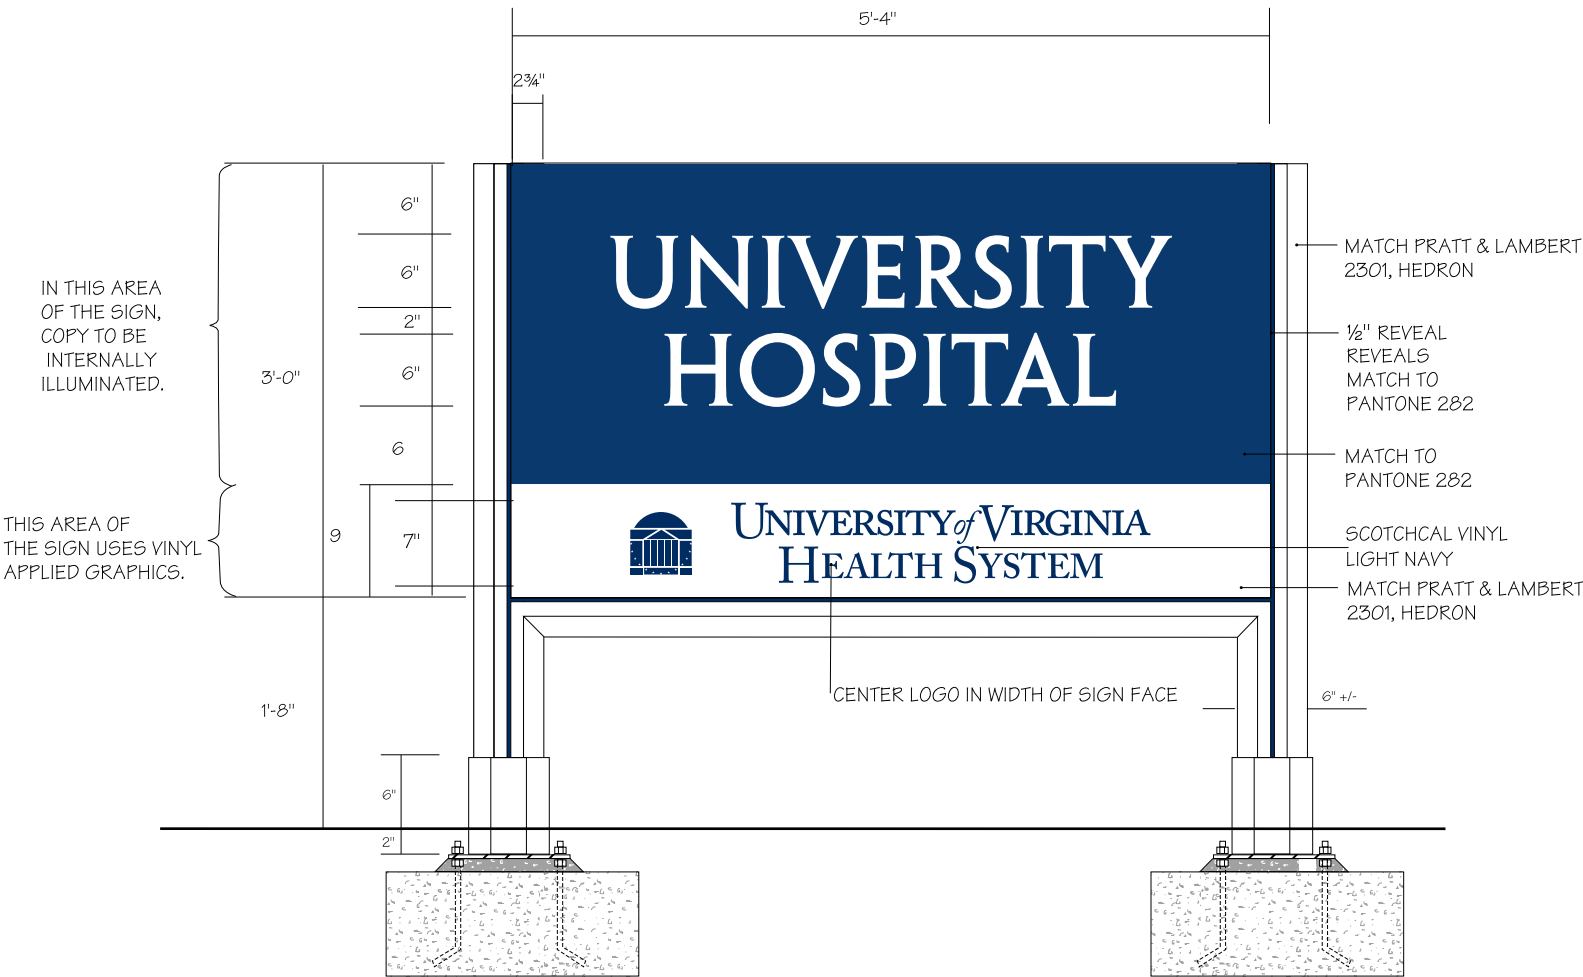 5'-4"
2¾"
6"
6"
2"
6"
6
3'-0"
9
7"
1'-8"
6"
2"
IN THIS AREA
OF THE SIGN,
COPY TO BE
INTERNALLY
ILLUMINATED.
THIS AREA OF
THE SIGN USES VINYL
APPLIED GRAPHICS.
UNIVERSITY
HOSPITAL
UNIVERSITY of VIRGINIA
HEALTH SYSTEM
CENTER LOGO IN WIDTH OF SIGN FACE
6" +/-
MATCH PRATT & LAMBERT
2301, HEDRON
½" REVEAL
REVEALS
MATCH TO
PANTONE 282
MATCH TO
PANTONE 282
SCOTCHCAL VINYL
LIGHT NAVY
MATCH PRATT & LAMBERT
2301, HEDRON